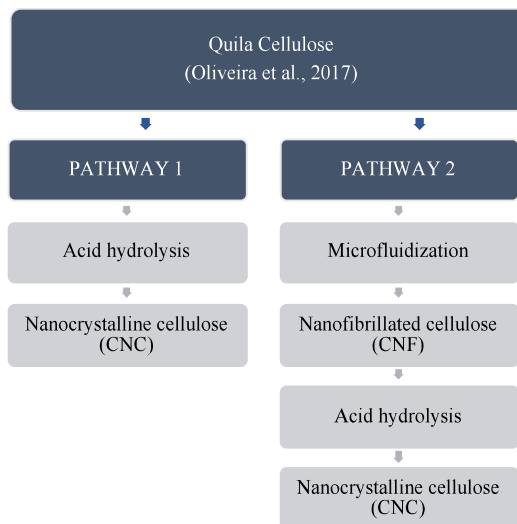 Quila Cellulose
(Oliveira et al., 2017)
PATHWAY 1
Acid hydrolysis
Nanocrystalline cellulose
(CNC)
PATHWAY 2
Microfluidization
Nanofibrillated cellulose
(CNF)
Acid hydrolysis
Nanocrystalline cellulose
(CNC)